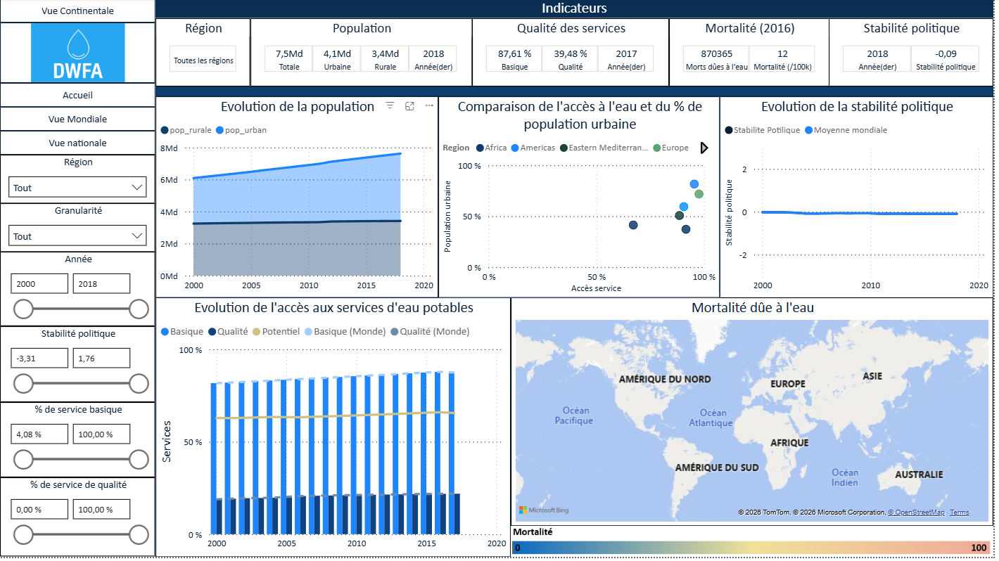 Vue Continentale
DWFA
Accueil
Vue Mondiale
Vue nationale
Région
Tout
Granularité
Tout
Année
2000 2018
Stabilité politique
-3,31 1,76
% de service basique
4,08 % 100,00 %
% de service de qualité
0,00 % 100,00 %
Indicateurs
Région
Toutes les régions
Population
7,5Md 4,1Md 3,4Md 2018
Totale Urbaine Rurale Année(der)
Qualité des services
87,61 % 39,48 % 2017
Basique Qualité Année(der)
Mortalité (2016)
870365 12
Morts dûes à l'eau Mortalité (/100k)
Stabilité politique
2018 -0,09
Année(der) Stabilité politique
Evolution de la population
pop_rurale pop_urban
8Md
6Md
4Md
2Md
0Md
2000 2005 2010 2015 2020
Comparaison de l'accès à l'eau et du % de
population urbaine
Region Africa Americas Eastern Mediterran... Europe
Population urbaine
100 %
50 %
0 %
0 % 50 % 100 %
Accès service
Evolution de la stabilité politique
Stabilite Potilique Moyenne mondiale
Stabilité politique
2
0
-2
2000 2010 2020
Evolution de l'accès aux services d'eau potables
Basique Qualité Potentiel Basique (Monde) Qualité (Monde)
Services
100 %
50 %
0 %
2000 2005 2010 2015 2020
Mortalité dûe à l'eau
AMÉRIQUE DU NORD
EUROPE
ASIE
Océan
Pacifique
Océan
Atlantique
AFRIQUE
AMÉRIQUE DU SUD
Océan
Indien
AUSTRALIE
Microsoft Bing
© 2026 TomTom, © 2026 Microsoft Corporation, © OpenStreetMap Terms
Mortalité
0 100